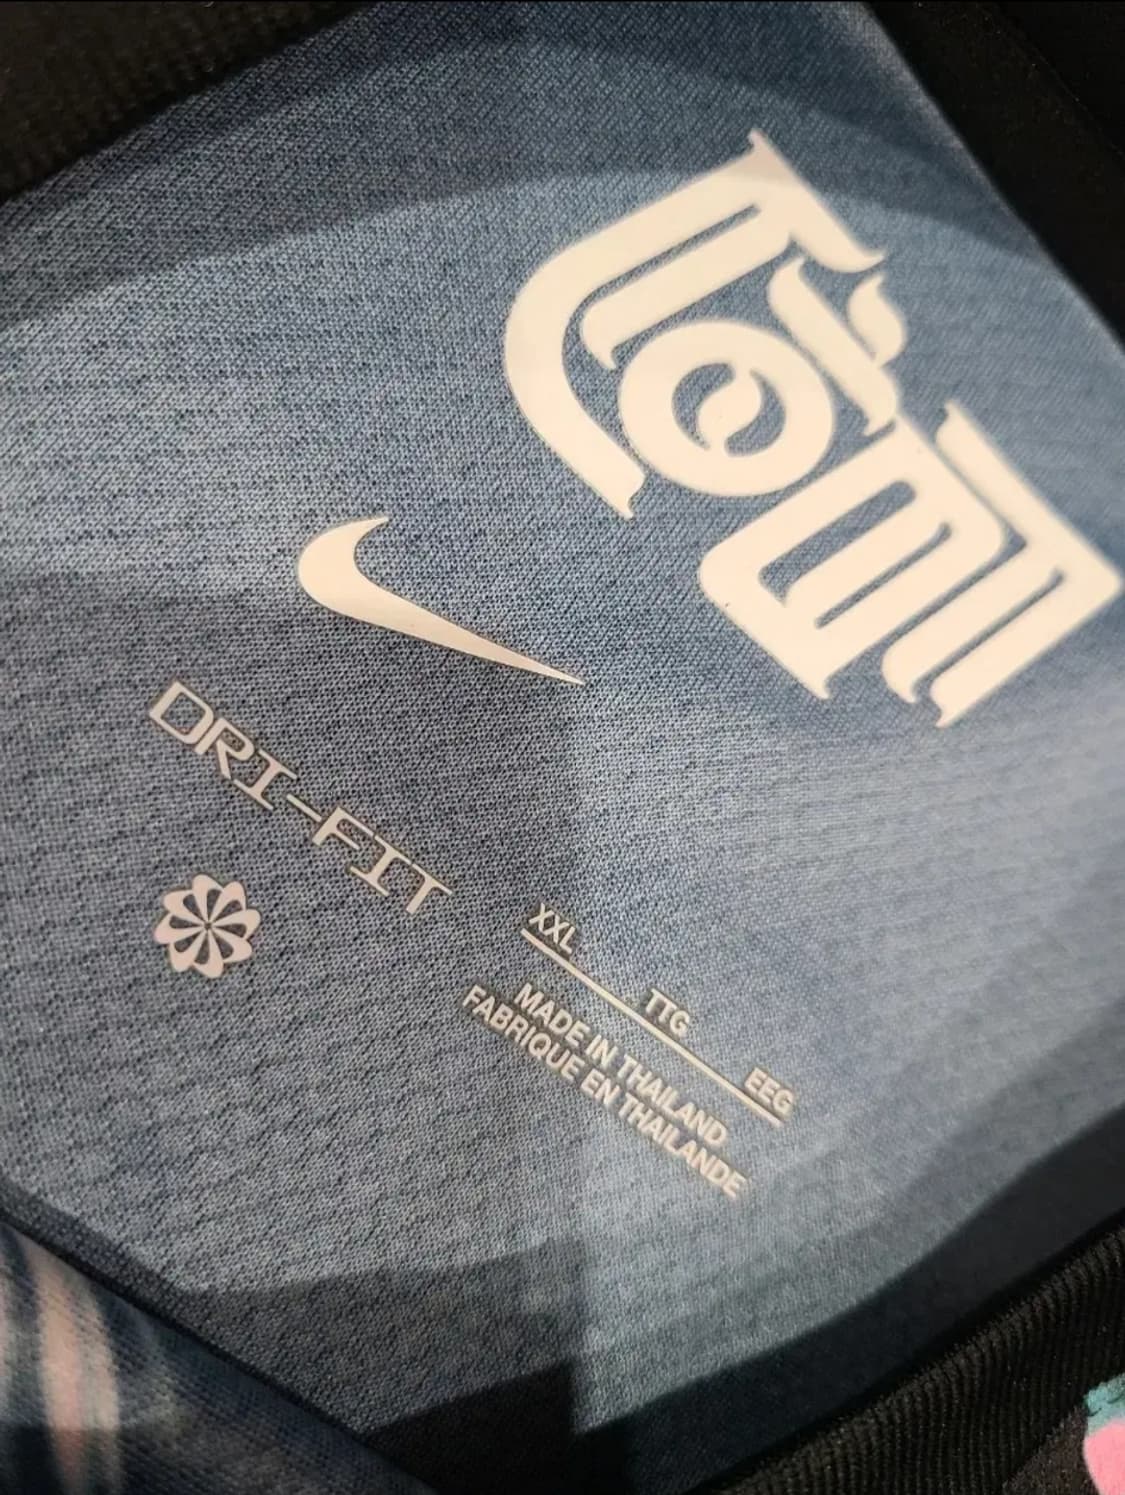 DRI-FIT
XXL TTG EEG
MADE IN THAILAND
FABRIQUE EN THAILANDE